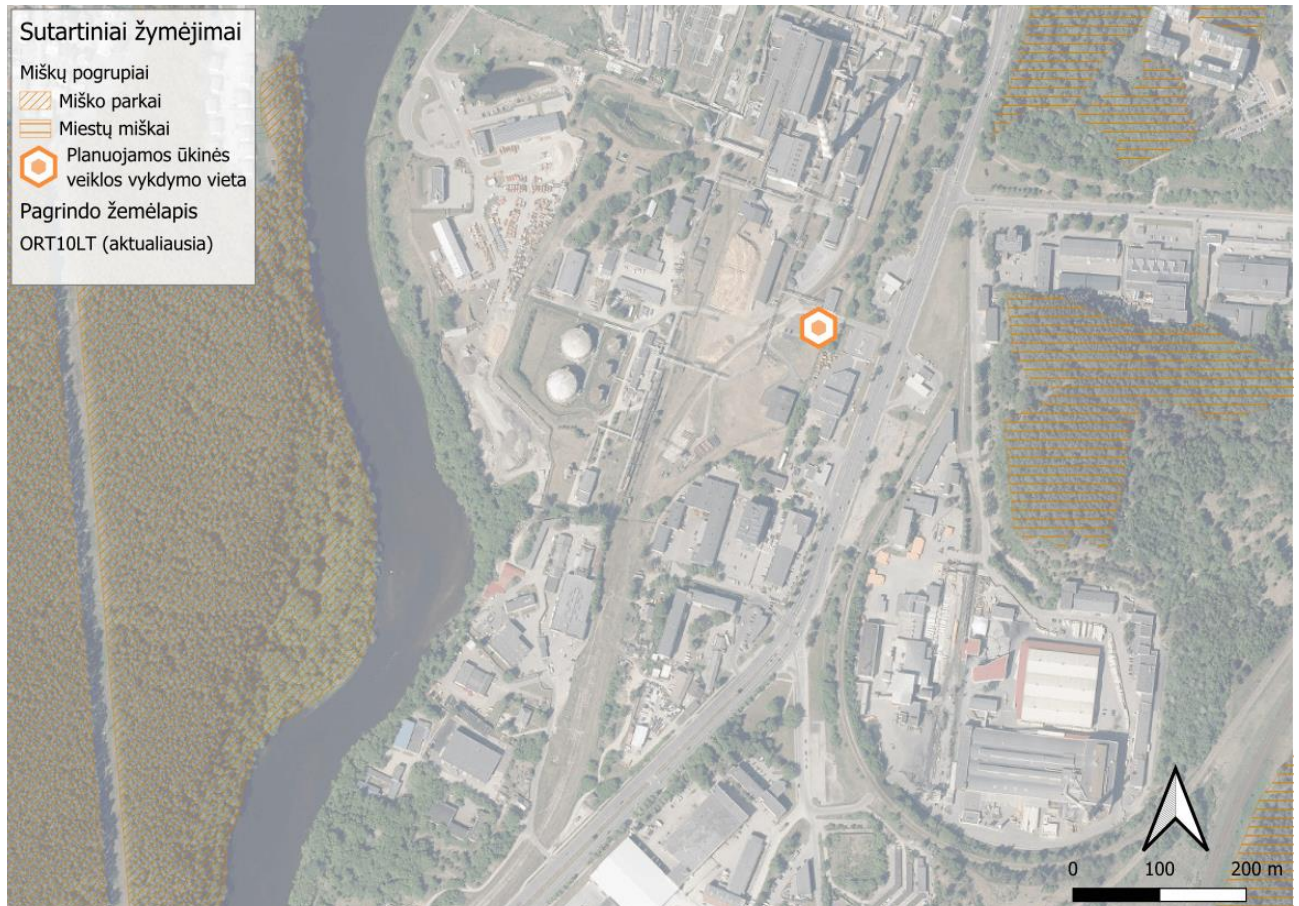 Sutartiniai žymėjimai
Miškų pogrupiai
Miško parkai
Miestų miškai
Planuojamos ūkinės
veiklos vykdymo vieta
Pagrindo žemėlapis
ORT10LT (aktualiausia)
0 100 200 m